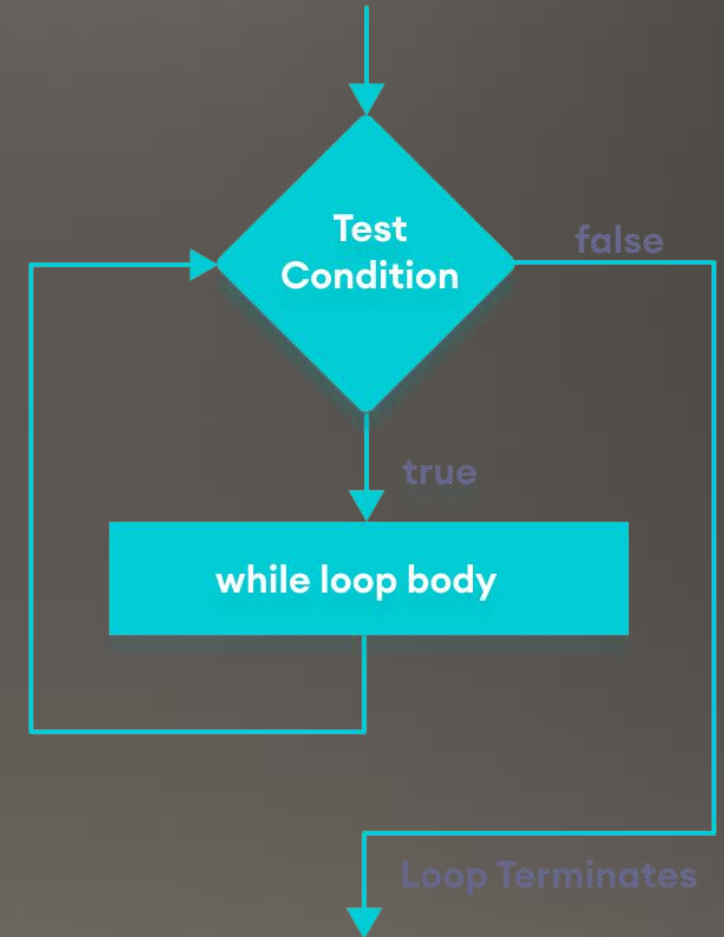 Test
Condition
false
true
while loop body
Loop Terminates